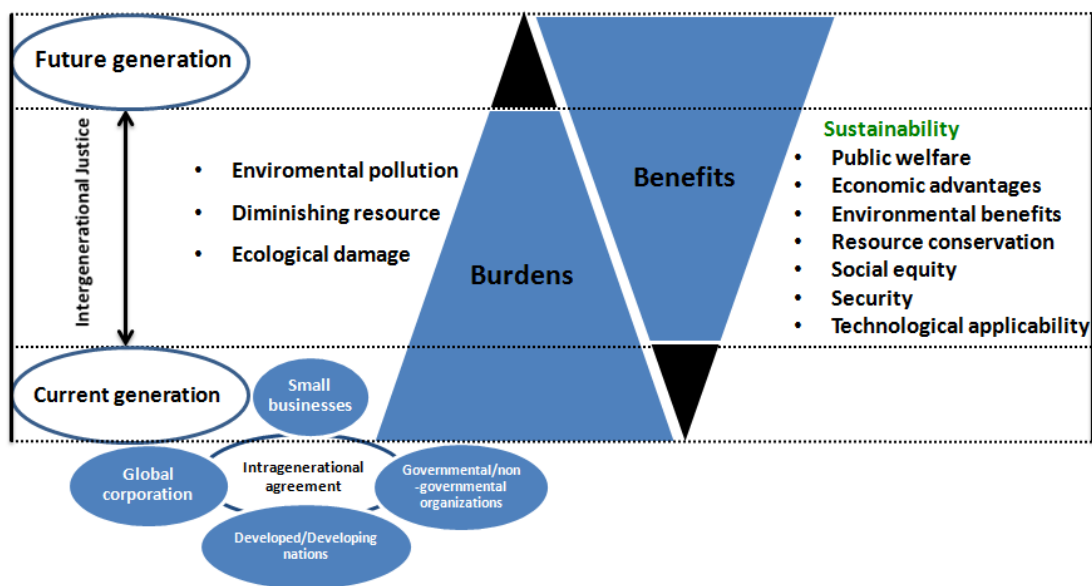 Future generation
Intergenerational Justice
• Enviromental pollution
• Diminishing resource
• Ecological damage
Burdens
Benefits
Sustainability
• Public welfare
• Economic advantages
• Environmental benefits
• Resource conservation
• Social equity
• Security
• Technological applicability
Current generation
Small
businesses
Global
corporation
Intragenerational
agreement
Governmental/non
-governmental
organizations
Developed/Developing
nations